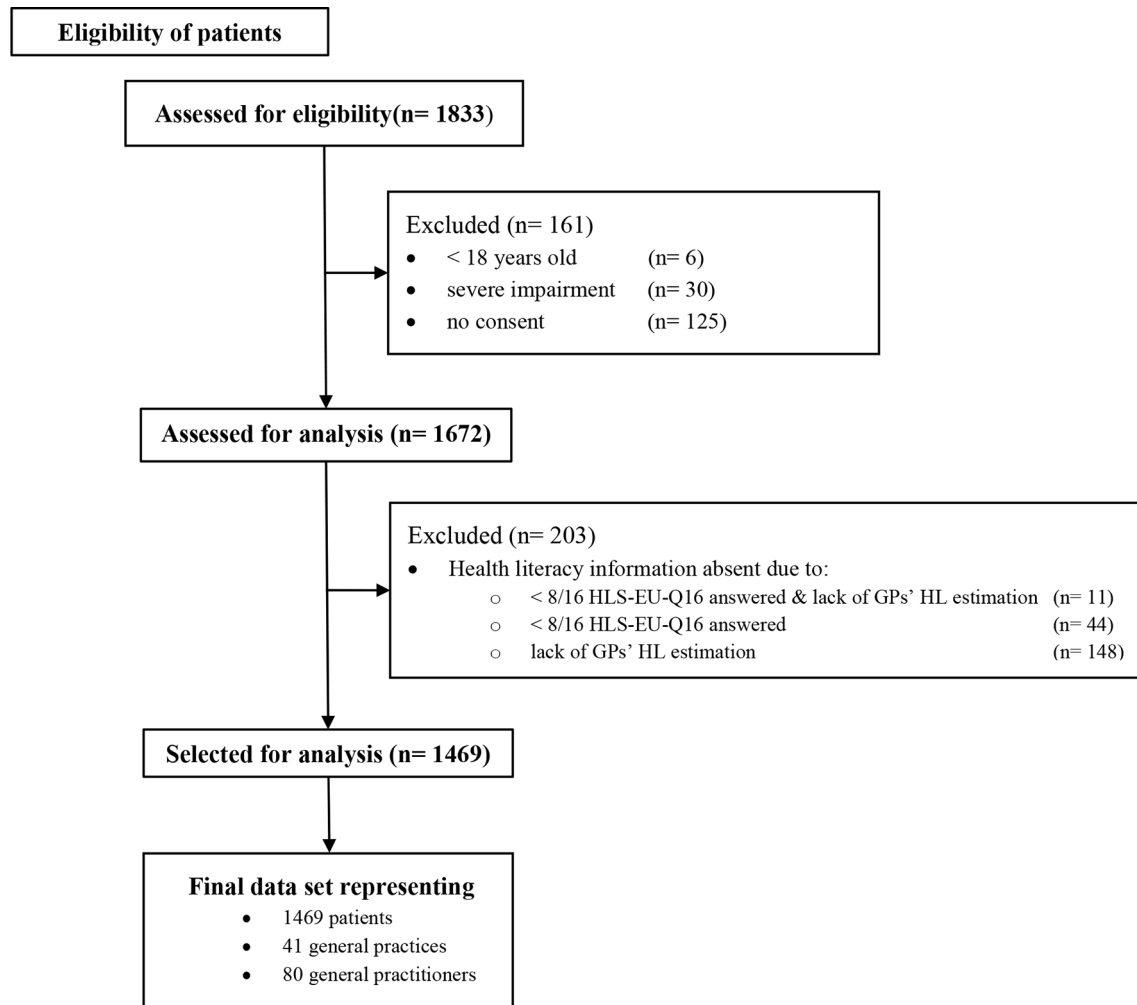 Eligibility of patients
Assessed for eligibility(n= 1833)
Excluded (n= 161)
• < 18 years old (n= 6)
• severe impairment (n= 30)
• no consent (n= 125)
Assessed for analysis (n= 1672)
Excluded (n= 203)
• Health literacy information absent due to:
o < 8/16 HLS-EU-Q16 answered & lack of GPs’ HL estimation (n= 11)
o < 8/16 HLS-EU-Q16 answered (n= 44)
o lack of GPs’ HL estimation (n= 148)
Selected for analysis (n= 1469)
Final data set representing
• 1469 patients
• 41 general practices
• 80 general practitioners